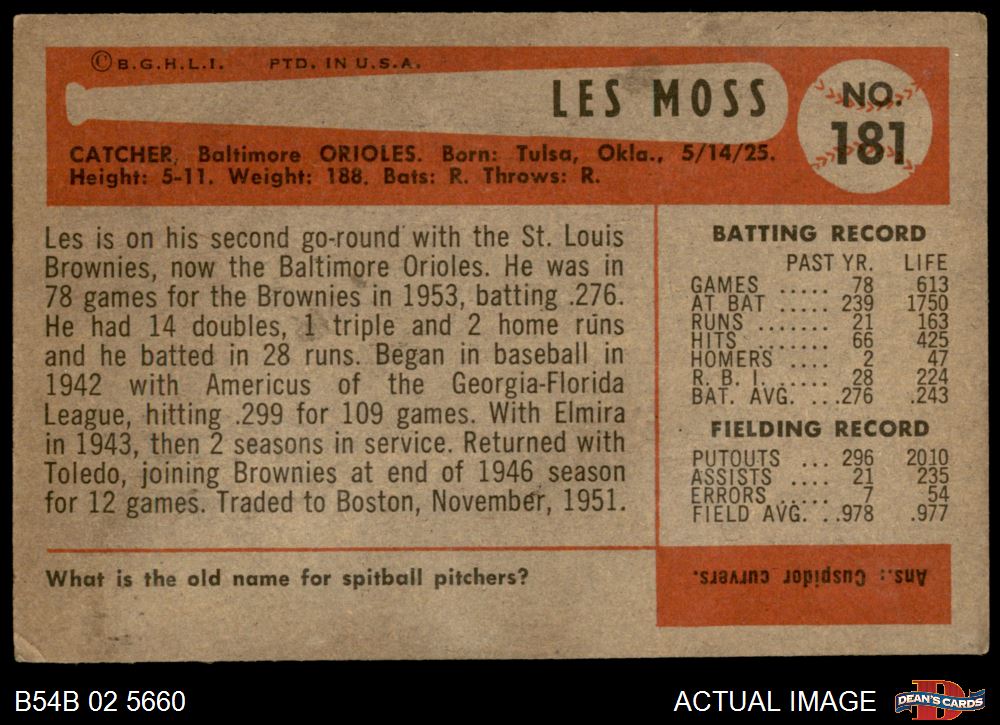 © B.G.H.L.I. PTD. IN U.S.A.
LES MOSS
NO.
181
CATCHER, Baltimore ORIOLES. Born: Tulsa, Okla., 5/14/25.
Height: 5-11. Weight: 188. Bats: R. Throws: R.
Les is on his second go-round with the St. Louis
Brownies, now the Baltimore Orioles. He was in
78 games for the Brownies in 1953, batting .276.
He had 14 doubles, 1 triple and 2 home runs
and he batted in 28 runs. Began in baseball in
1942 with Americus of the Georgia-Florida
League, hitting .299 for 109 games. With Elmira
in 1943, then 2 seasons in service. Returned with
Toledo, joining Brownies at end of 1946 season
for 12 games. Traded to Boston, November, 1951.
BATTING RECORD
PAST YR. LIFE
GAMES ..... 78 613
AT BAT ..... 239 1750
RUNS ....... 21 163
HITS ........ 66 425
HOMERS .... 2 47
R. B. I. ..... 28 224
BAT. AVG. ... .276 .243
FIELDING RECORD
PUTOUTS ... 296 2010
ASSISTS .... 21 235
ERRORS ..... 7 54
FIELD AVG. . .978 .977
What is the old name for spitball pitchers?
Ans.: Cuspidor curvers.
B54B 02 5660
ACTUAL IMAGE
DEAN'S CARDS